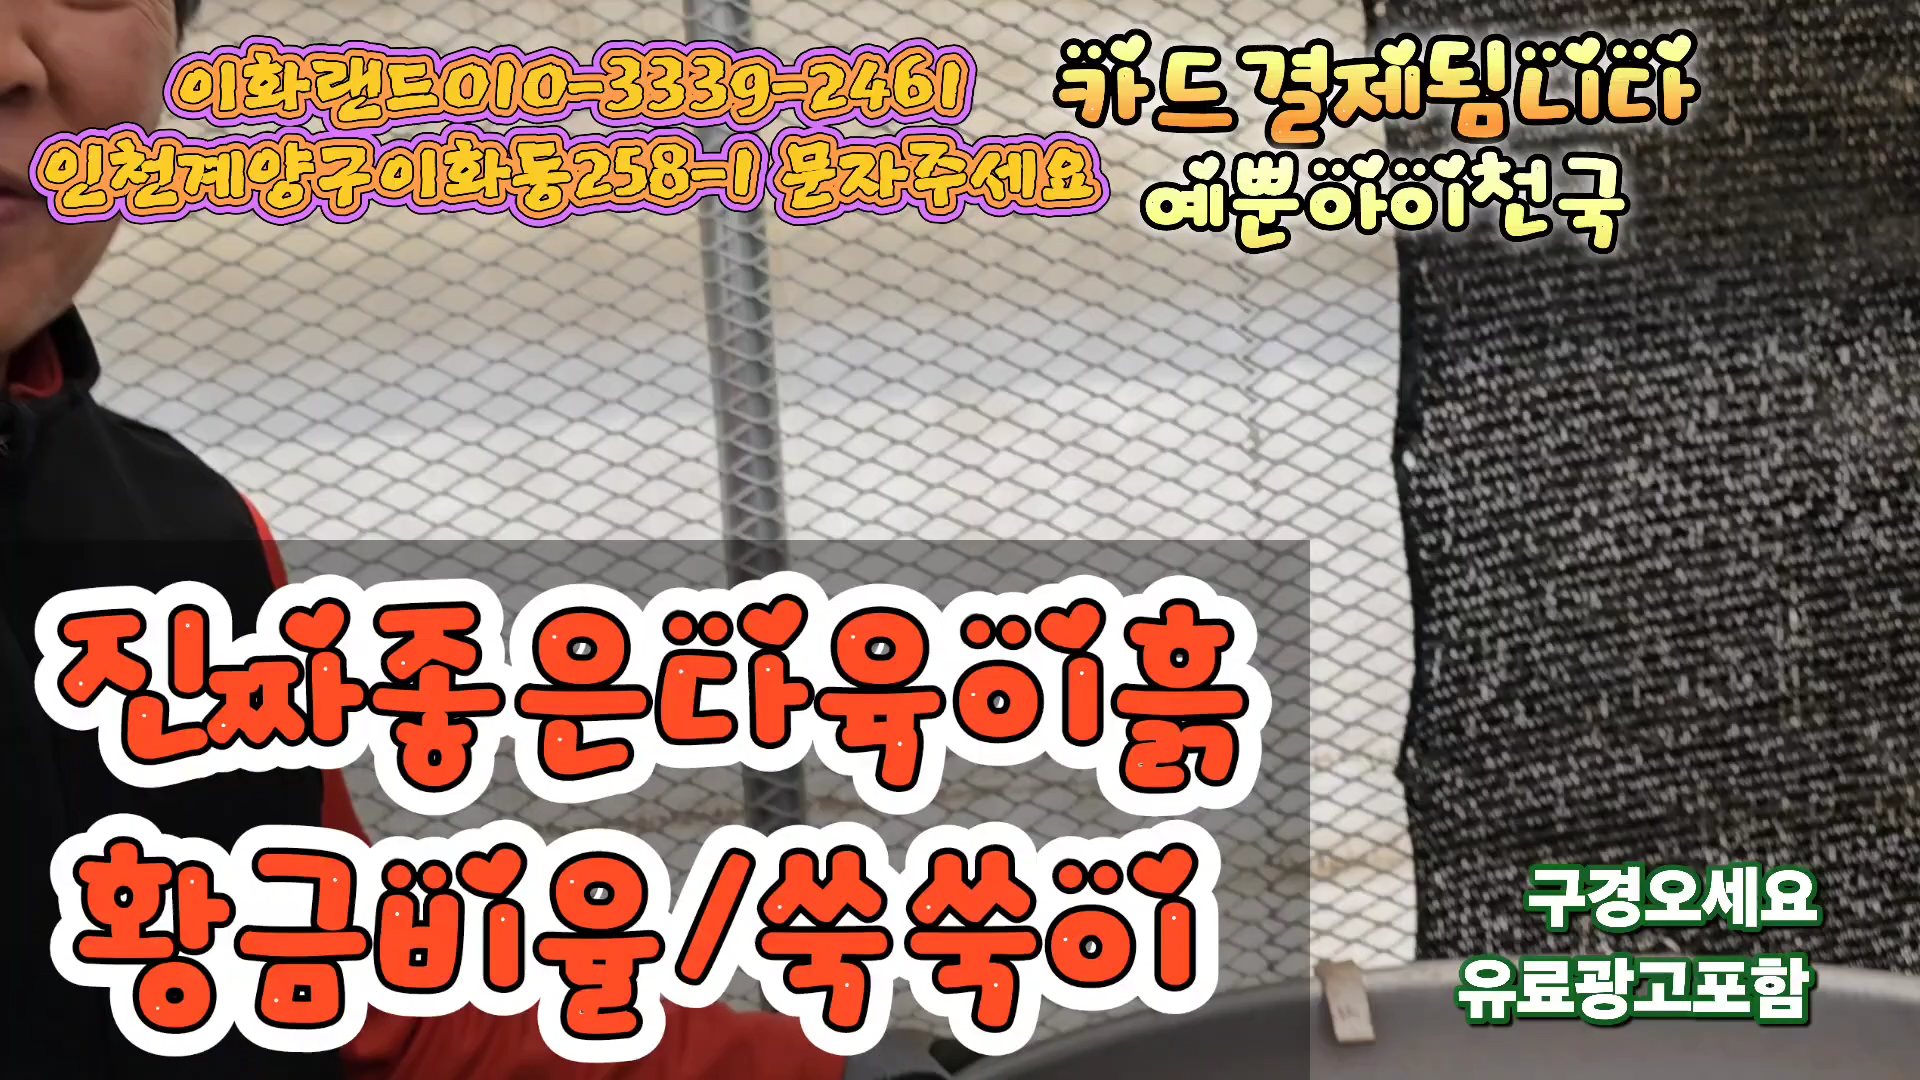 이화랜드010-3339-2461
인천계양구이화동258-1 문자주세요
카드결제됩니다
예쁜아이천국
진짜좋은다육이흙
황금비율/쑥쑥이
구경오세요
유료광고포함